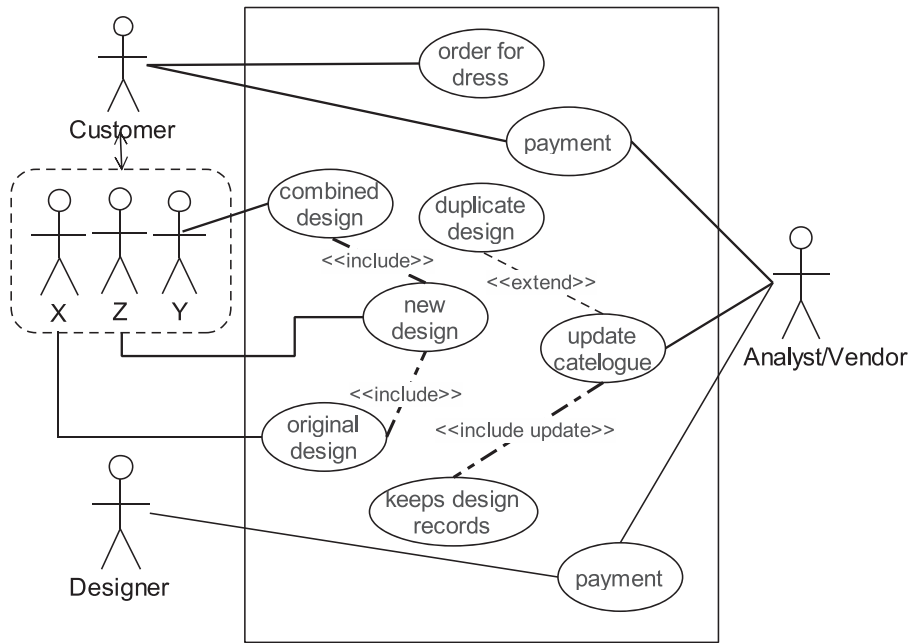 order for
dress
Customer
payment
combined
design
duplicate
design
<<include>>
<<extend>>
X
Z
Y
new
design
update
catelogue
Analyst/Vendor
<<include>>
original
design
<<include update>>
keeps design
records
Designer
payment